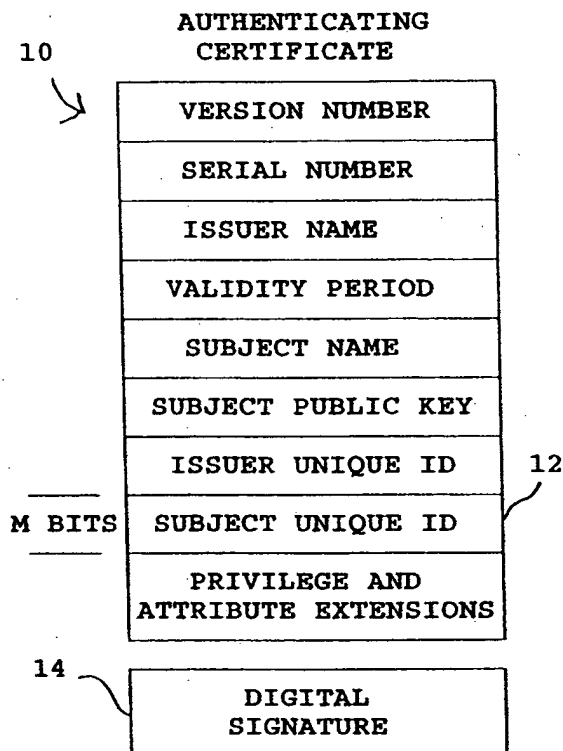 AUTHENTICATING
CERTIFICATE
10
VERSION NUMBER
SERIAL NUMBER
ISSUER NAME
VALIDITY PERIOD
SUBJECT NAME
SUBJECT PUBLIC KEY
ISSUER UNIQUE ID
12
M BITS
SUBJECT UNIQUE ID
PRIVILEGE AND
ATTRIBUTE EXTENSIONS
14
DIGITAL
SIGNATURE